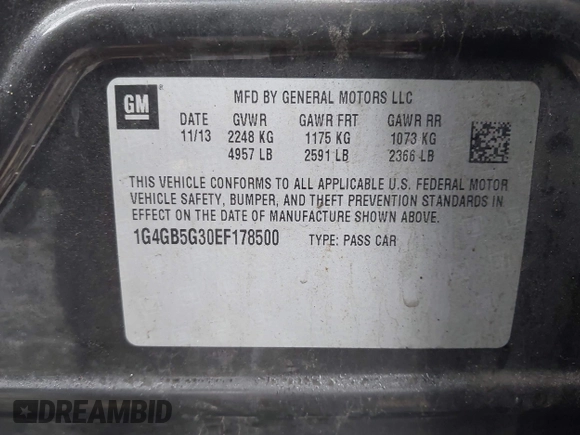 GM
MFD BY GENERAL MOTORS LLC
DATE GVWR GAWR FRT GAWR RR
11/13 2248 KG 1175 KG 1073 KG
4957 LB 2591 LB 2366 LB
THIS VEHICLE CONFORMS TO ALL APPLICABLE U.S. FEDERAL MOTOR
VEHICLE SAFETY, BUMPER, AND THEFT PREVENTION STANDARDS IN
EFFECT ON THE DATE OF MANUFACTURE SHOWN ABOVE.
1G4GB5G30EF178500 TYPE: PASS CAR
DREAMBID